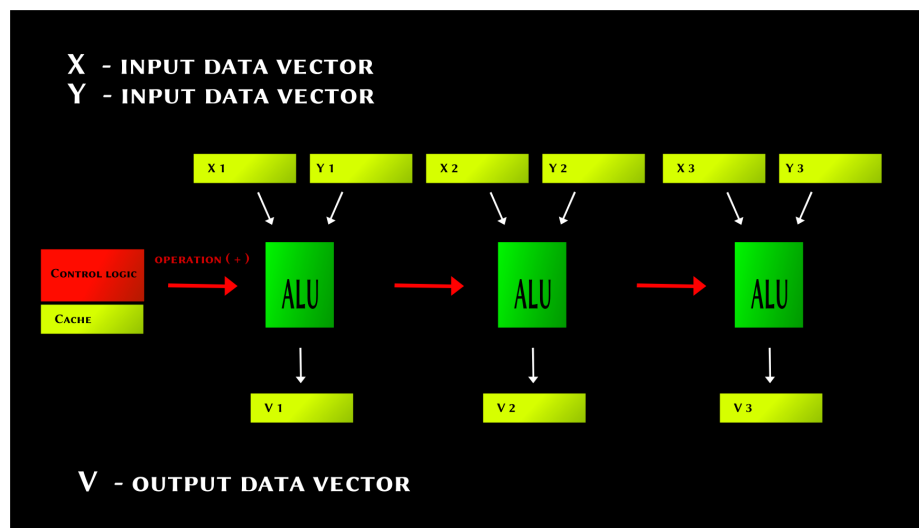 X - INPUT DATA VECTOR
Y - INPUT DATA VECTOR
X 1 Y 1 X 2 Y 2 X 3 Y 3
OPERATION ( + )
CONTROL LOGIC
CACHE
ALU ALU ALU
V 1 V 2 V 3
V - OUTPUT DATA VECTOR